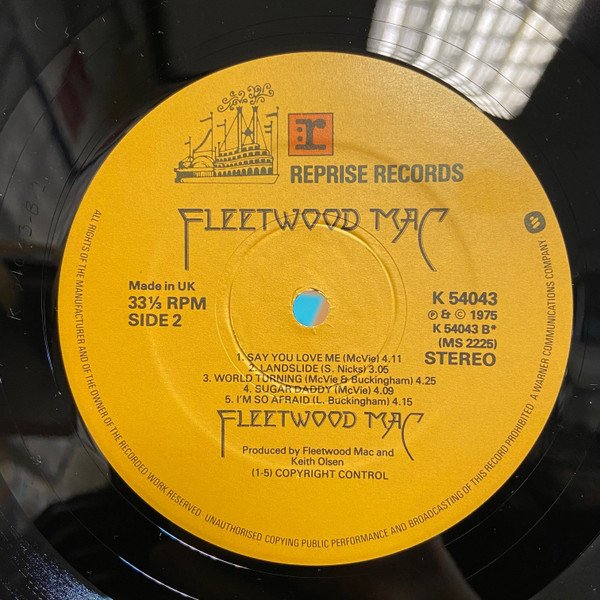 r
REPRISE RECORDS
FLEETWOOD MAC
Made in UK
33⅓ RPM
SIDE 2
K 54043
℗ & © 1975
K 54043 B*
(MS 2225)
STEREO
1. SAY YOU LOVE ME (McVie) 4.11
2. LANDSLIDE (S. Nicks) 3.05
3. WORLD TURNING (McVie & Buckingham) 4.25
4. SUGAR DADDY (McVie) 4.09
5. I'M SO AFRAID (L. Buckingham) 4.15
FLEETWOOD MAC
Produced by Fleetwood Mac and
Keith Olsen
(1-5) COPYRIGHT CONTROL
ALL RIGHTS OF THE MANUFACTURER AND OF THE OWNER OF THE RECORDED WORK RESERVED UNAUTHORISED COPYING PUBLIC PERFORMANCE AND BROADCASTING OF THIS RECORD PROHIBITED A WARNER COMMUNICATIONS COMPANY